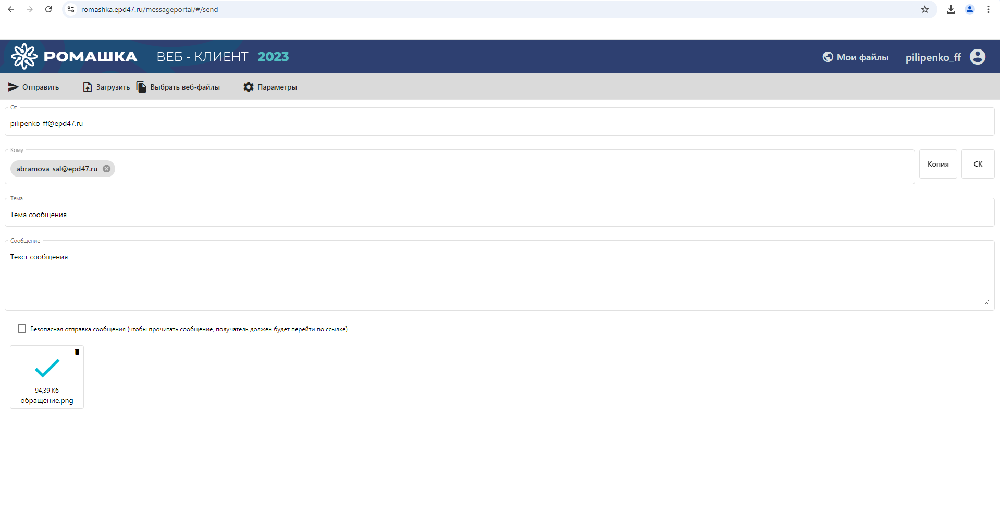 romashka.epd47.ru/messageportal/#/send
РОМАШКА ВЕБ - КЛИЕНТ 2023 Мои файлы pilipenko_ff
Отправить Загрузить Выбрать веб-файлы Параметры
От
pilipenko_ff@epd47.ru
Кому
abramova_sal@epd47.ru Копия СК
Тема
Тема сообщения
Сообщение
Текст сообщения
Безопасная отправка сообщения (чтобы прочитать сообщение, получатель должен будет перейти по ссылке)
94,39 Кб
обращение.png